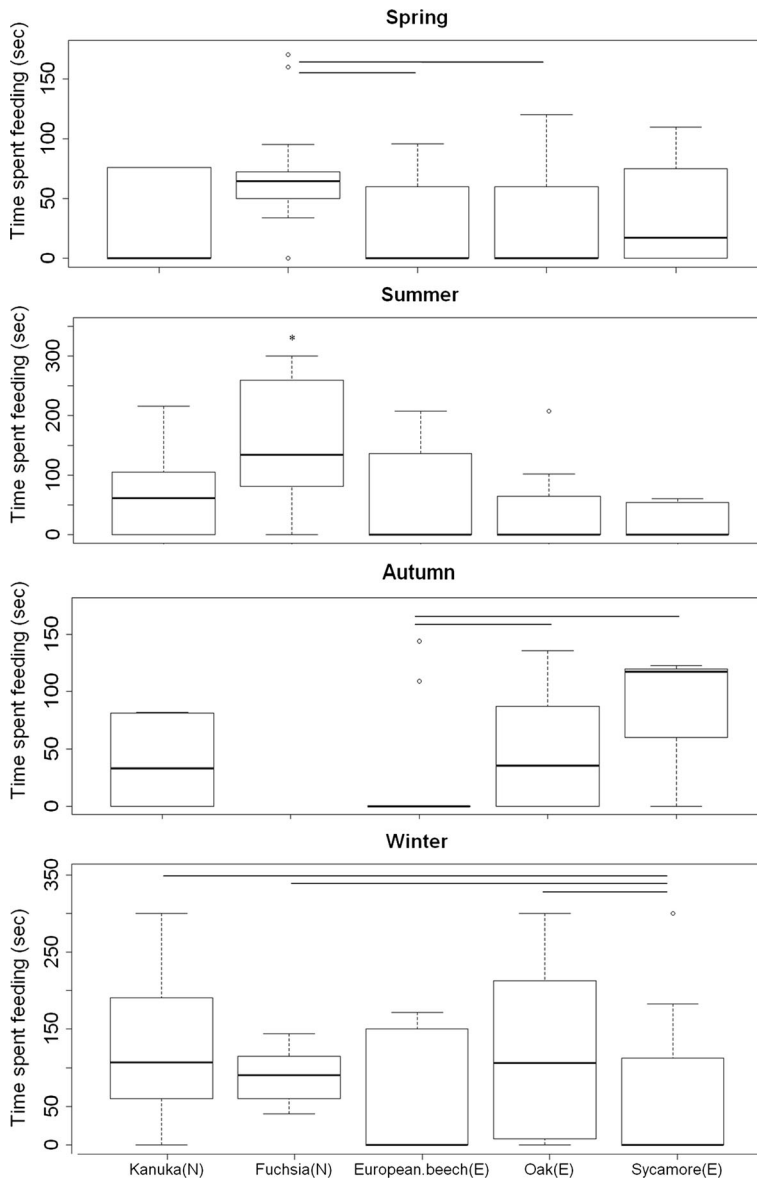 Spring
Time spent feeding (sec)
150
100
50
0
Summer
Time spent feeding (sec)
300
200
100
0
*
Autumn
Time spent feeding (sec)
150
100
50
0
Winter
Time spent feeding (sec)
350
250
150
50
0
Kanuka(N) Fuchsia(N) European.beech(E) Oak(E) Sycamore(E)